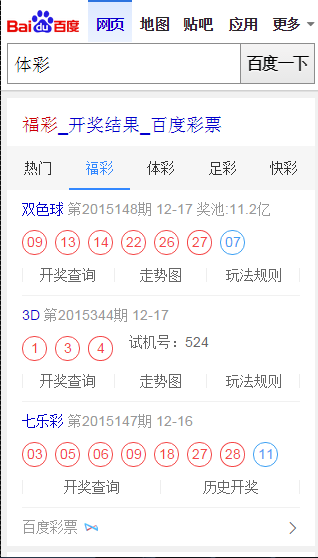 Bai du 百度 网页 地图 贴吧 应用 更多
体彩 百度一下
福彩_开奖结果_百度彩票
热门 福彩 体彩 足彩 快彩
双色球 第2015148期 12-17 奖池:11.2亿
09 13 14 22 26 27 07
开奖查询 走势图 玩法规则
3D 第2015344期 12-17
1 3 4 试机号：524
开奖查询 走势图 玩法规则
七乐彩 第2015147期 12-16
03 05 06 09 18 27 28 11
开奖查询 历史开奖
百度彩票